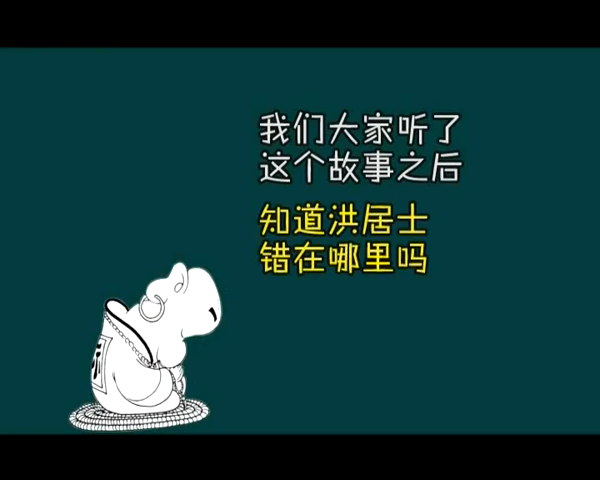 我们大家听了
这个故事之后
知道洪居士
错在哪里吗